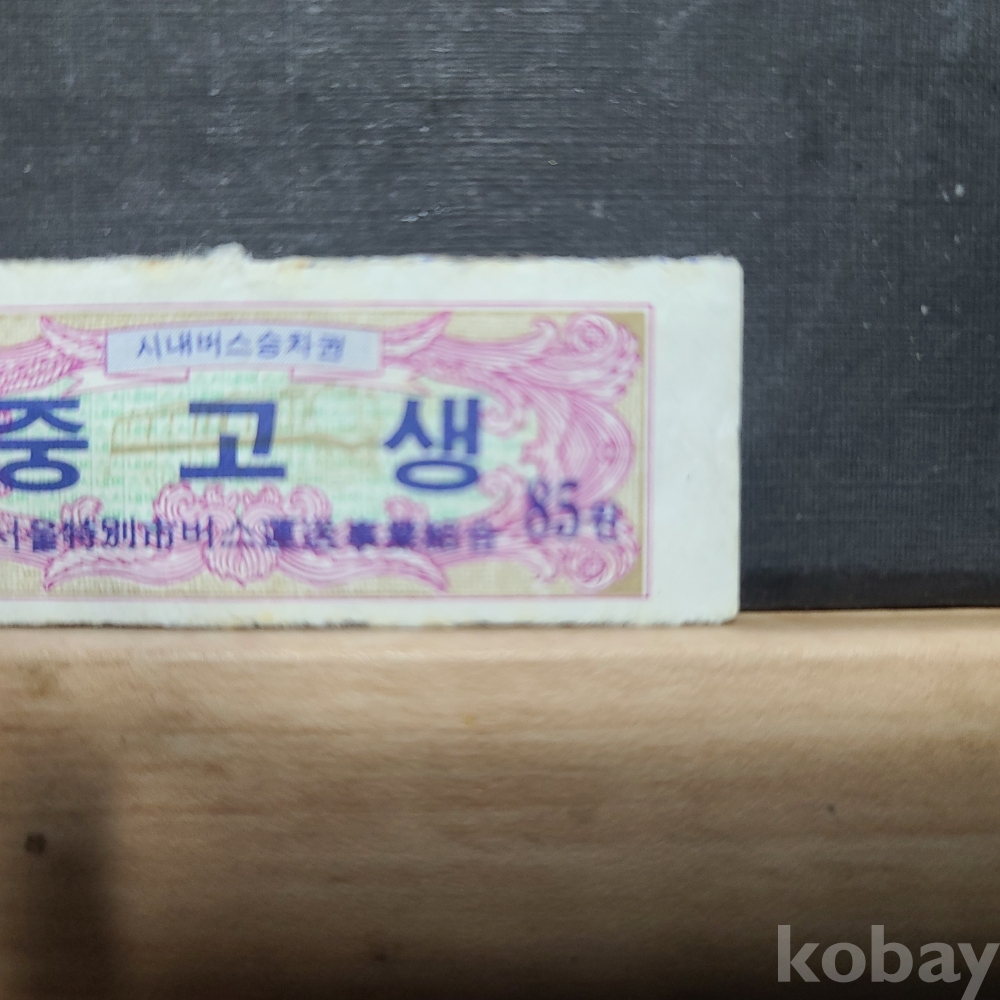 시내버스승차권
중 고 생
서울特別市버스運送事業組合 85원
kobay